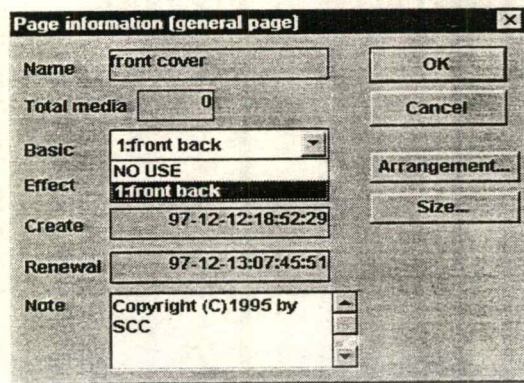 Page information [general page]
Name front cover
OK
Total media 0
Cancel
Basic 1:front back
NO USE
Arrangement...
Effect 1:front back
Size...
Create 97-12-12:18:52:29
Renewal 97-12-13:07:45:51
Note Copyright (C)1995 by
SCC